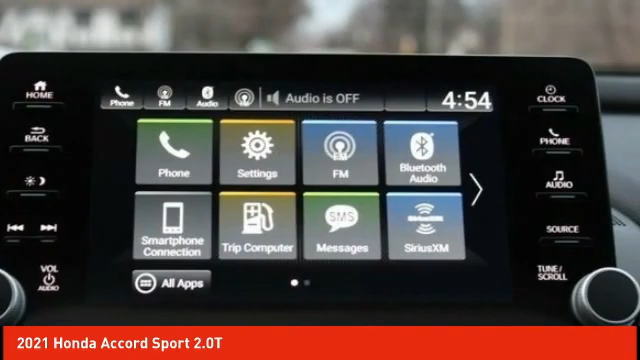 HOME
Phone
FM
Audio
Audio is OFF
4:54
CLOCK
BACK
PHONE
Phone
Settings
FM
Bluetooth
Audio
AUDIO
Smartphone
Connection
Trip Computer
SMS
Messages
SiriusXM
SOURCE
VOL
AUDIO
All Apps
TUNE/
SCROLL
2021 Honda Accord Sport 2.0T